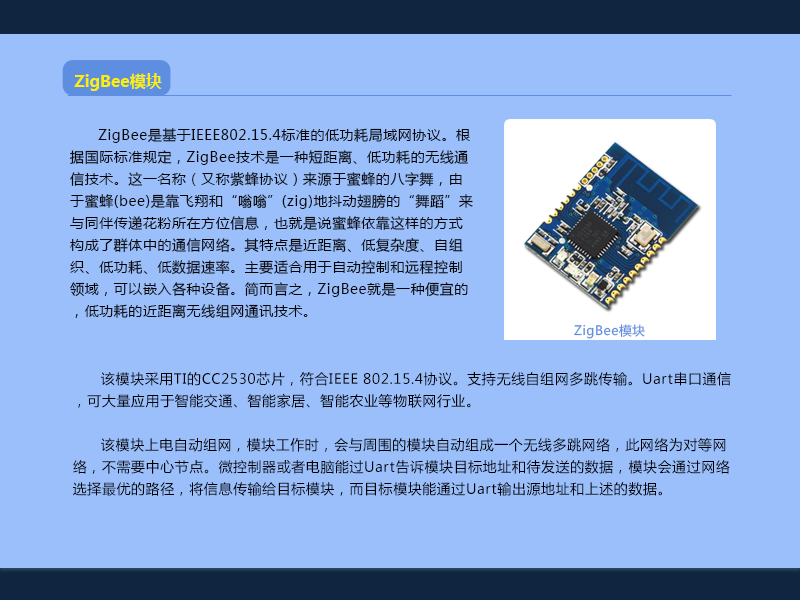 ZigBee模块
ZigBee是基于IEEE802.15.4标准的低功耗局域网协议。根
据国际标准规定，ZigBee技术是一种短距离、低功耗的无线通
信技术。这一名称（又称紫蜂协议）来源于蜜蜂的八字舞，由
于蜜蜂(bee)是靠飞翔和“嗡嗡”(zig)地抖动翅膀的“舞蹈”来
与同伴传递花粉所在方位信息，也就是说蜜蜂依靠这样的方式
构成了群体中的通信网络。其特点是近距离、低复杂度、自组
织、低功耗、低数据速率。主要适合用于自动控制和远程控制
领域，可以嵌入各种设备。简而言之，ZigBee就是一种便宜的
，低功耗的近距离无线组网通讯技术。
ZigBee模块
该模块采用TI的CC2530芯片，符合IEEE 802.15.4协议。支持无线自组网多跳传输。Uart串口通信
，可大量应用于智能交通、智能家居、智能农业等物联网行业。
该模块上电自动组网，模块工作时，会与周围的模块自动组成一个无线多跳网络，此网络为对等网
络，不需要中心节点。微控制器或者电脑能过Uart告诉模块目标地址和待发送的数据，模块会通过网络
选择最优的路径，将信息传输给目标模块，而目标模块能通过Uart输出源地址和上述的数据。